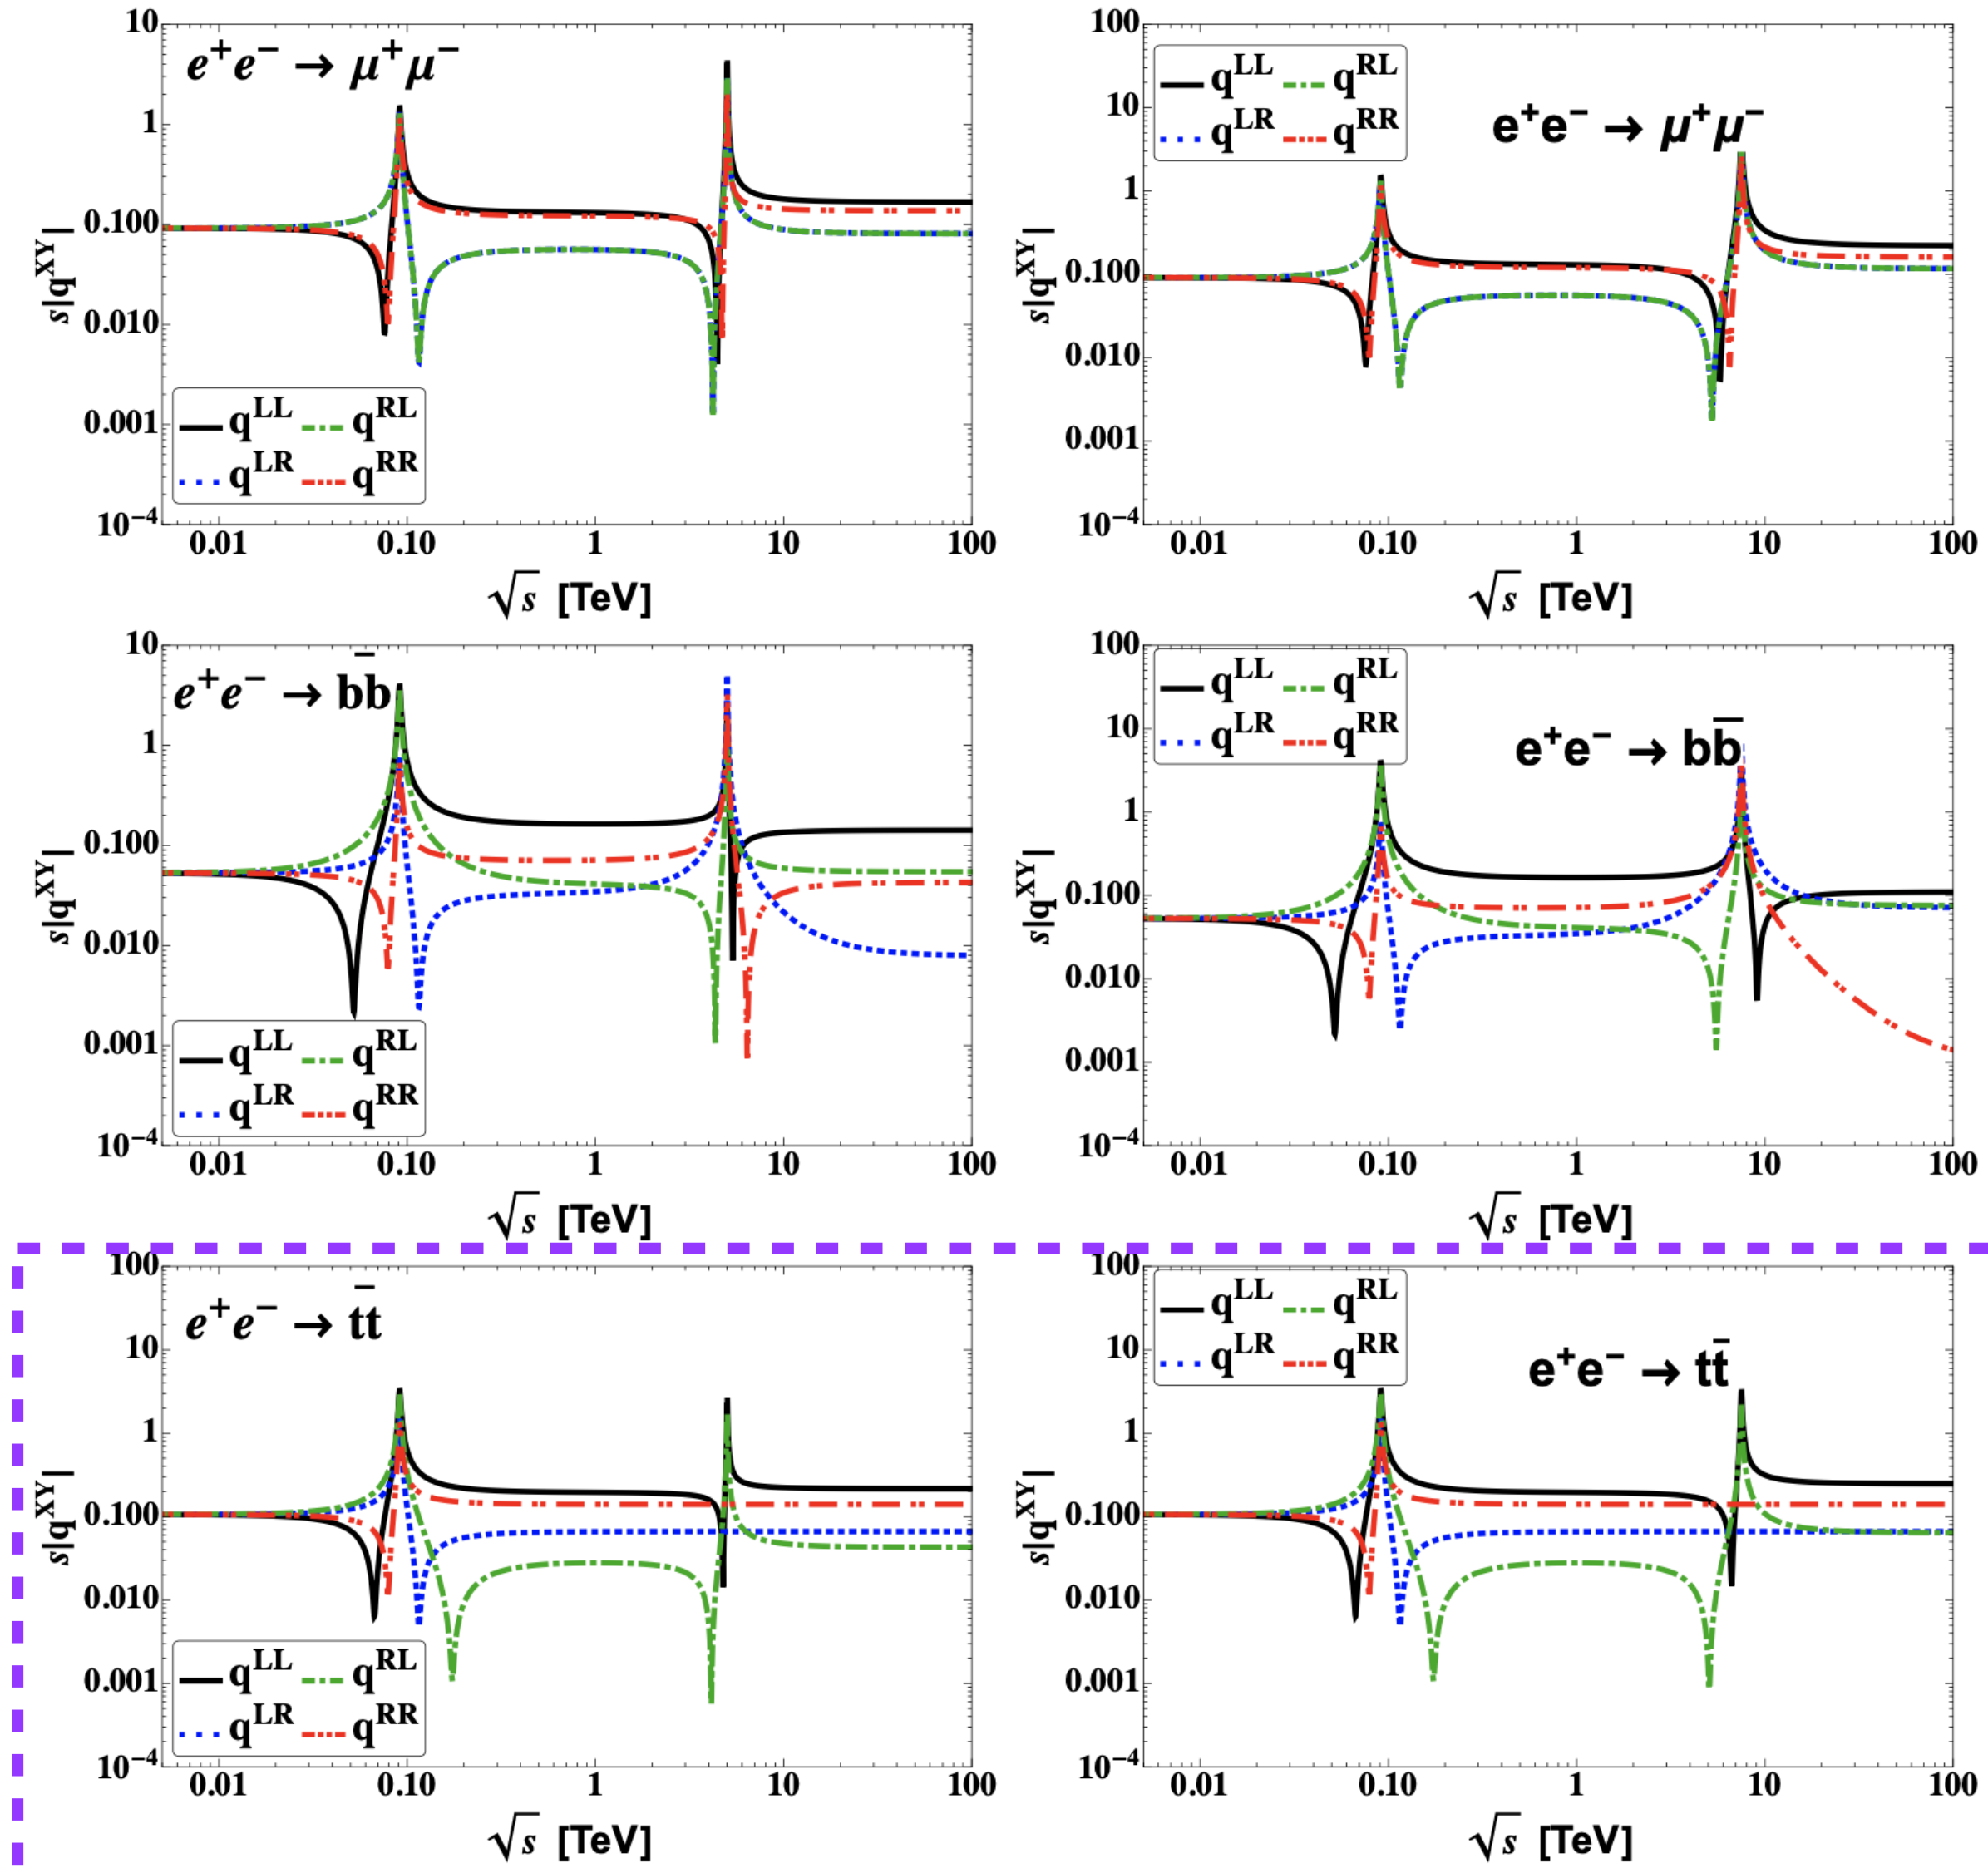 10
1
0.100
0.010
0.001
10⁻⁴
s|q^XY|
e⁺e⁻ → μ⁺μ⁻
q^LL q^RL
q^LR q^RR
0.01 0.10 1 10 100
√s [TeV]
100
10
1
0.100
0.010
0.001
10⁻⁴
s|q^XY|
q^LL q^RL
q^LR q^RR
e⁺e⁻ → μ⁺μ⁻
0.01 0.10 1 10 100
√s [TeV]
10
1
0.100
0.010
0.001
10⁻⁴
s|q^XY|
e⁺e⁻ → b̄b
q^LL q^RL
q^LR q^RR
0.01 0.10 1 10 100
√s [TeV]
100
10
1
0.100
0.010
0.001
10⁻⁴
s|q^XY|
q^LL q^RL
q^LR q^RR
e⁺e⁻ → bb̄
0.01 0.10 1 10 100
√s [TeV]
100
10
1
0.100
0.010
0.001
10⁻⁴
s|q^XY|
e⁺e⁻ → t̄t
q^LL q^RL
q^LR q^RR
0.01 0.10 1 10 100
√s [TeV]
100
10
1
0.100
0.010
0.001
10⁻⁴
s|q^XY|
q^LL q^RL
q^LR q^RR
e⁺e⁻ → tt̄
0.01 0.10 1 10 100
√s [TeV]